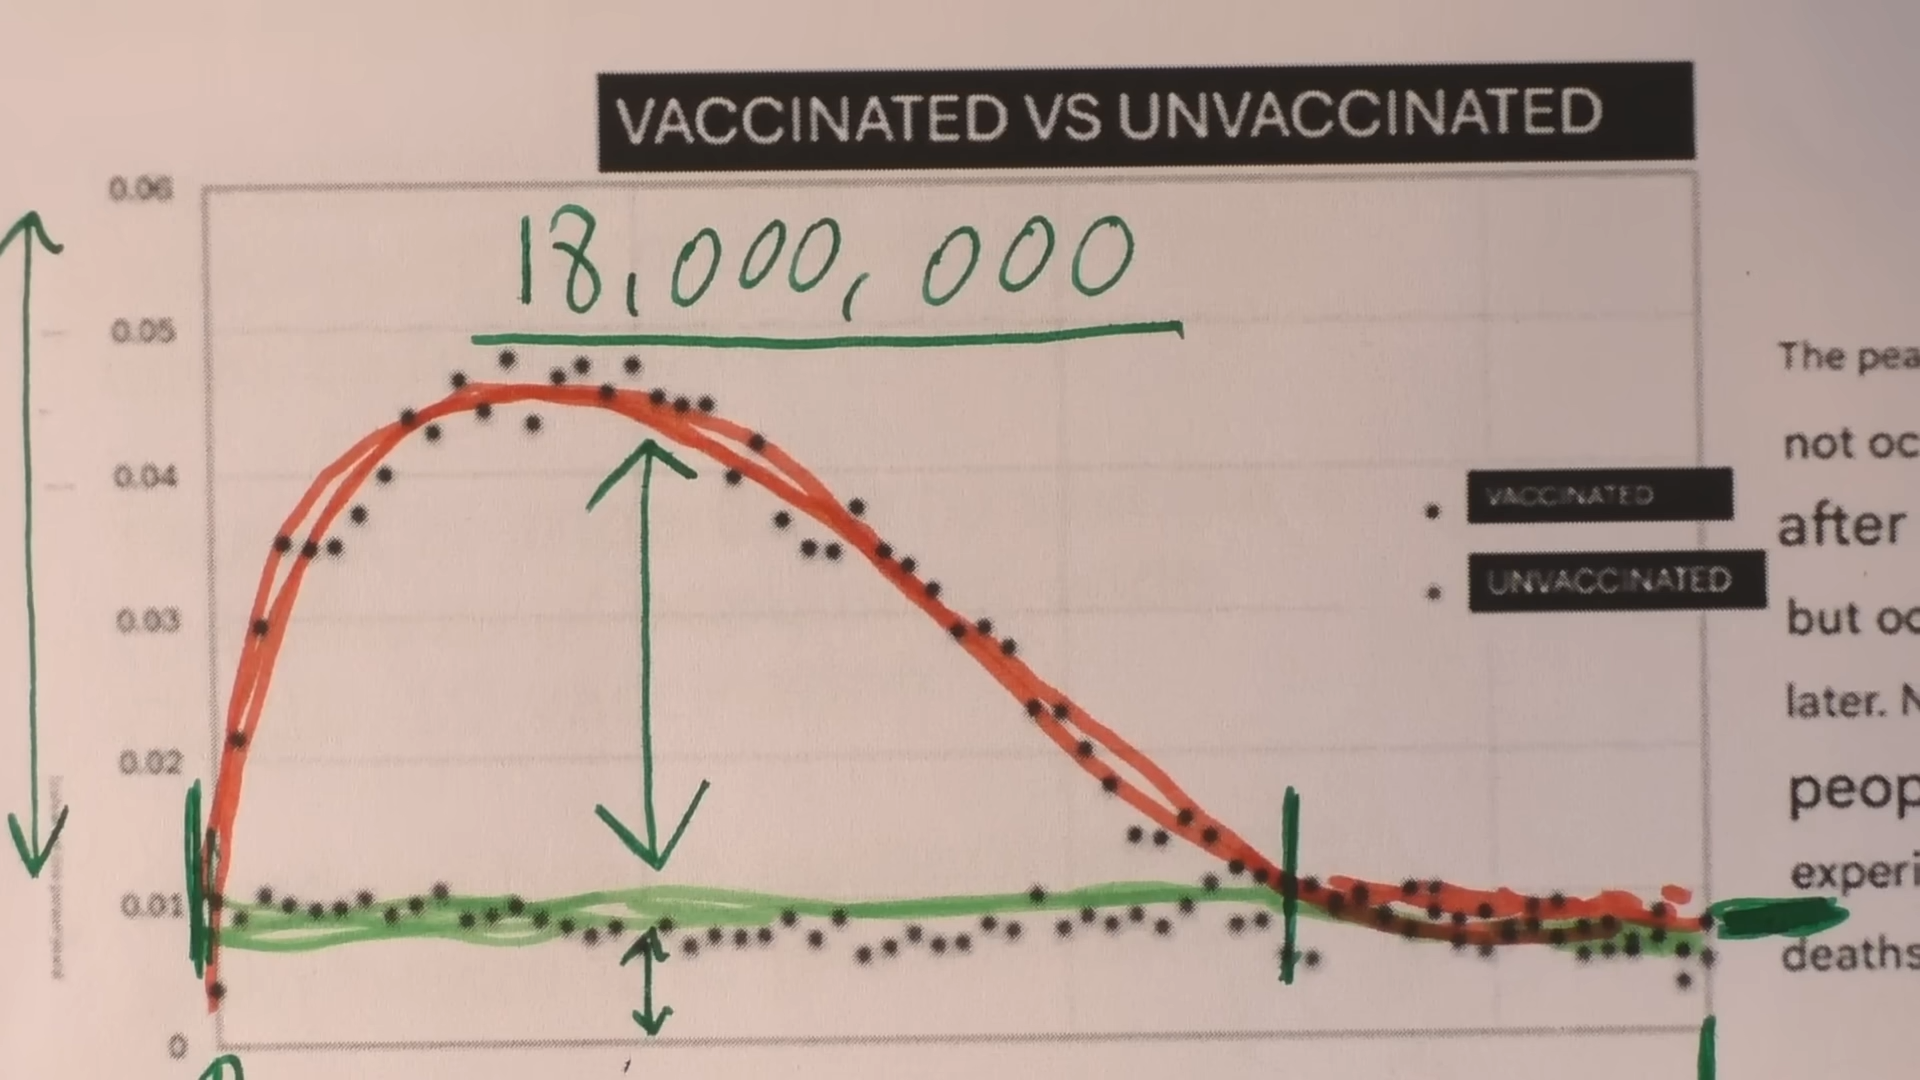 VACCINATED VS UNVACCINATED
0.06
18,000,000
0.05
0.04
0.03
0.02
0.01
0
VACCINATED
UNVACCINATED
The pea
not oc
after
but oc
later. N
peop
experi
deaths